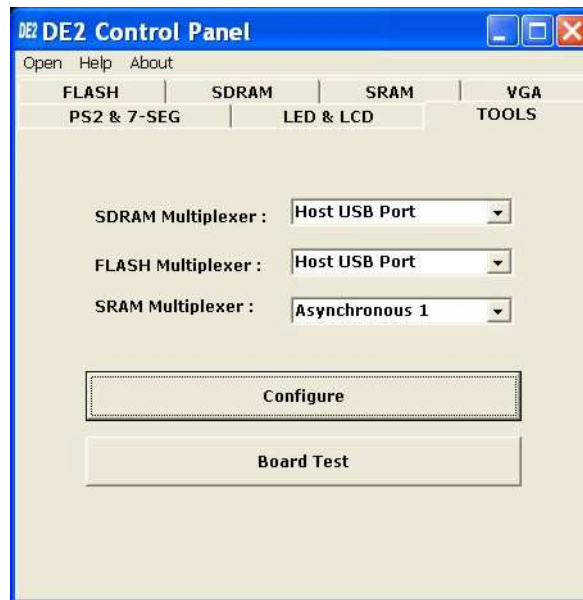 DE2 DE2 Control Panel
Open Help About
FLASH SDRAM SRAM VGA
PS2 & 7-SEG LED & LCD TOOLS
SDRAM Multiplexer : Host USB Port
FLASH Multiplexer : Host USB Port
SRAM Multiplexer : Asynchronous 1
Configure
Board Test